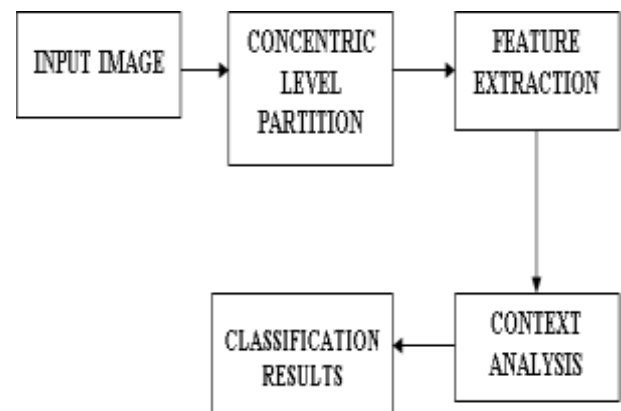 INPUT IMAGE
CONCENTRIC
LEVEL
PARTITION
FEATURE
EXTRACTION
CONTEXT
ANALYSIS
CLASSIFICATION
RESULTS